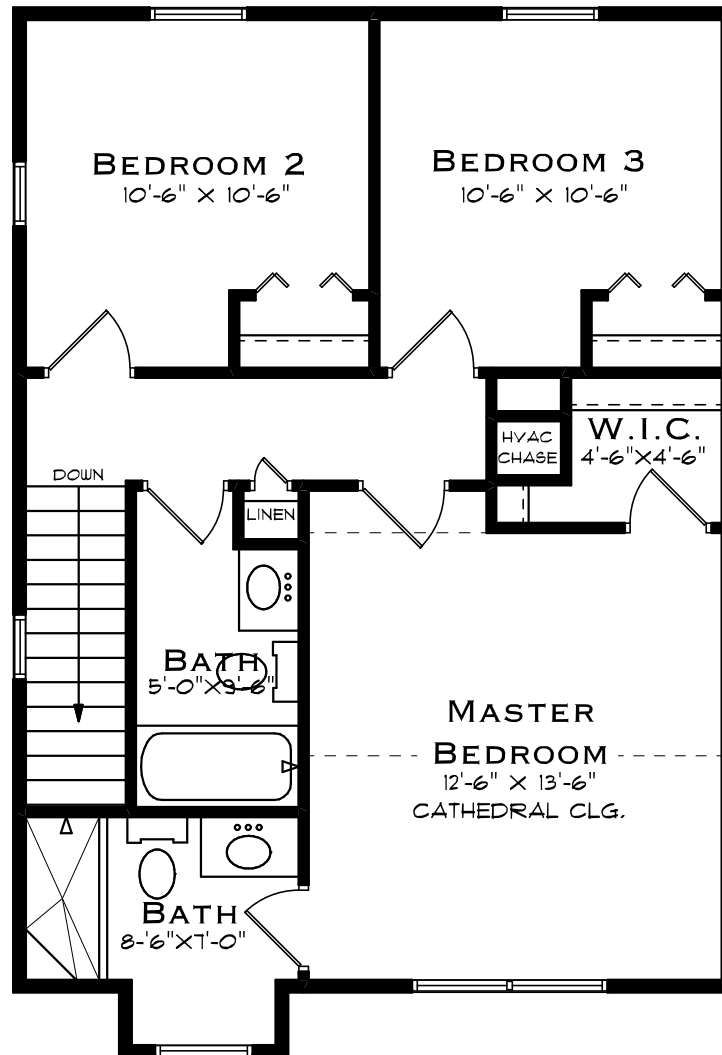 BEDROOM 2
10'-6" X 10'-6"
BEDROOM 3
10'-6" X 10'-6"
HVAC
CHASE
W.I.C.
4'-6"X4'-6"
DOWN
LINEN
BATH
5'-0"X9'-6"
MASTER
BEDROOM
12'-6" X 13'-6"
CATHEDRAL CLG.
BATH
8-'6"X7'-0"